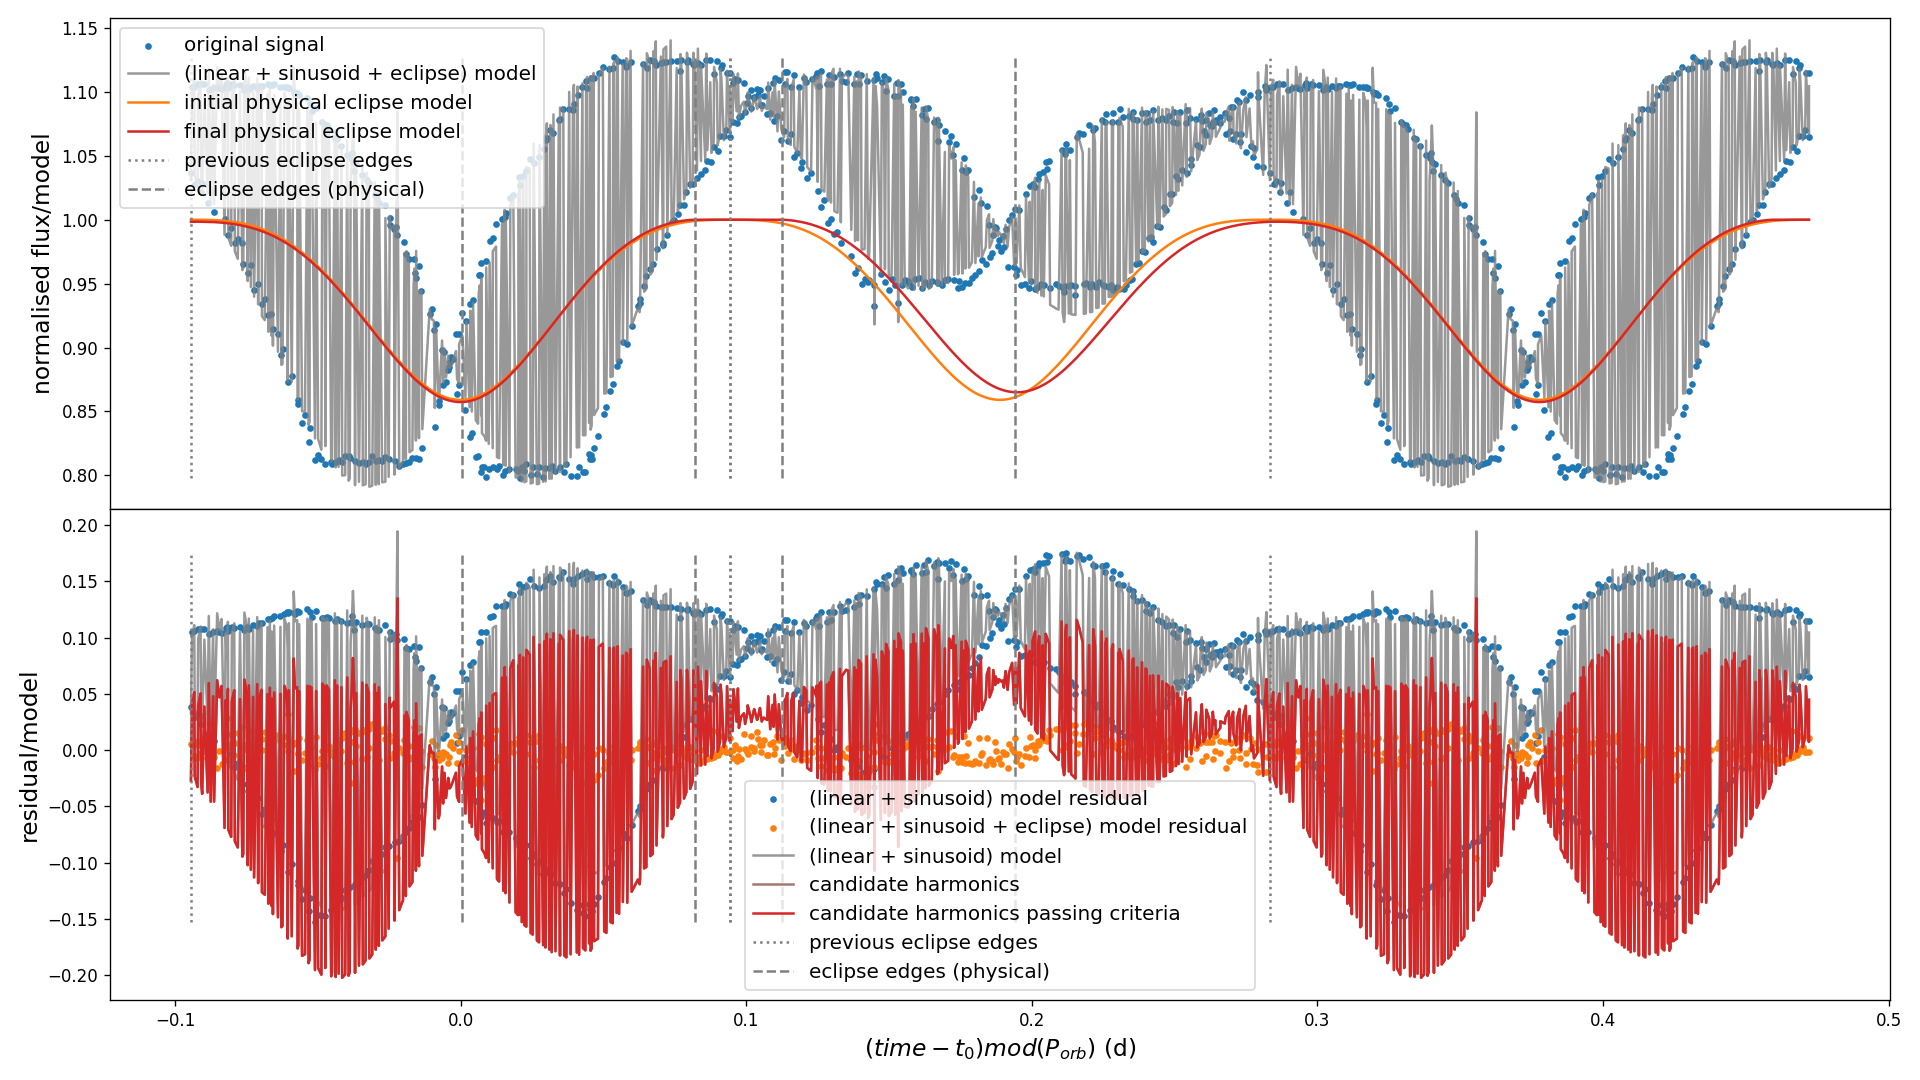 1.15
1.10
1.05
1.00
0.95
0.90
0.85
0.80
normalised flux/model
original signal
(linear + sinusoid + eclipse) model
initial physical eclipse model
final physical eclipse model
previous eclipse edges
eclipse edges (physical)
0.20
0.15
0.10
0.05
0.00
−0.05
−0.10
−0.15
−0.20
residual/model
(linear + sinusoid) model residual
(linear + sinusoid + eclipse) model residual
(linear + sinusoid) model
candidate harmonics
candidate harmonics passing criteria
previous eclipse edges
eclipse edges (physical)
−0.1 0.0 0.1 0.2 0.3 0.4 0.5
(time − t₀)mod(P_orb) (d)